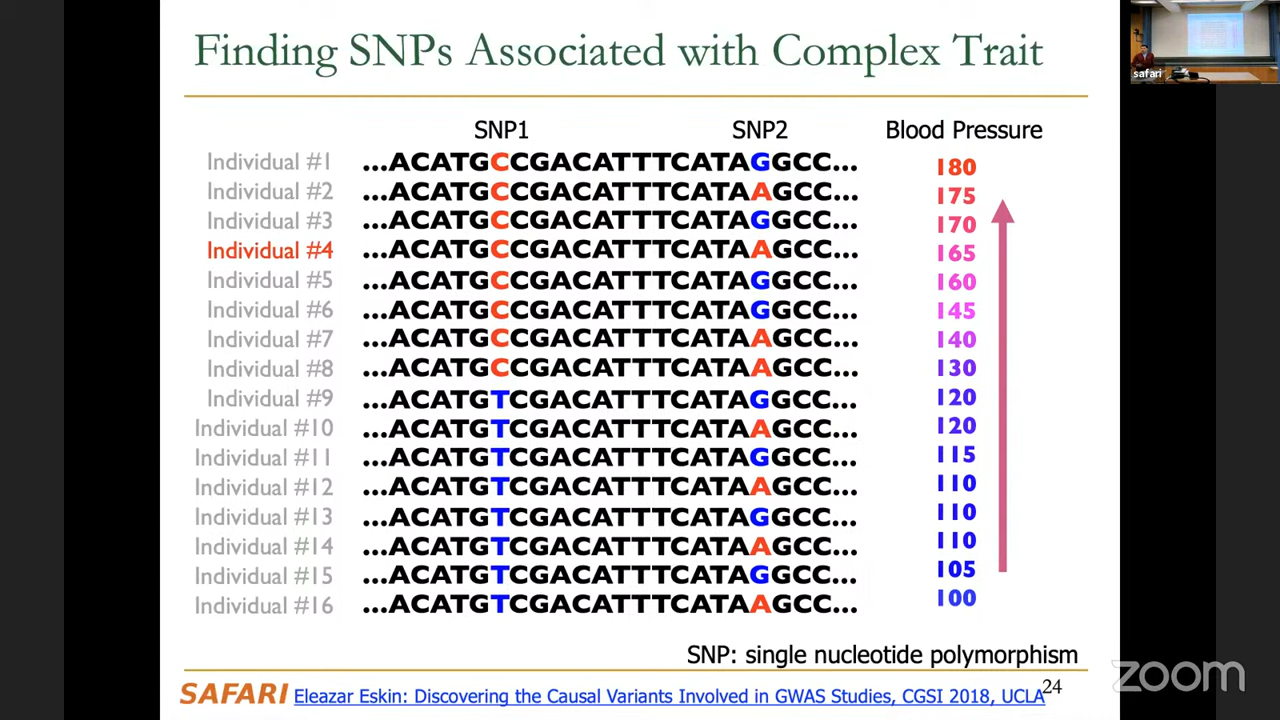 Finding SNPs Associated with Complex Trait
safari
SNP1 SNP2 Blood Pressure
Individual #1 ...ACATGCCGACATTTCATAGGCC... 180
Individual #2 ...ACATGCCGACATTTCATAAGCC... 175
Individual #3 ...ACATGCCGACATTTCATAGGCC... 170
Individual #4 ...ACATGCCGACATTTCATAAGCC... 165
Individual #5 ...ACATGCCGACATTTCATAGGCC... 160
Individual #6 ...ACATGCCGACATTTCATAGGCC... 145
Individual #7 ...ACATGCCGACATTTCATAAGCC... 140
Individual #8 ...ACATGCCGACATTTCATAAGCC... 130
Individual #9 ...ACATGTCGACATTTCATAGGCC... 120
Individual #10 ...ACATGTCGACATTTCATAAGCC... 120
Individual #11 ...ACATGTCGACATTTCATAGGCC... 115
Individual #12 ...ACATGTCGACATTTCATAAGCC... 110
Individual #13 ...ACATGTCGACATTTCATAGGCC... 110
Individual #14 ...ACATGTCGACATTTCATAAGCC... 110
Individual #15 ...ACATGTCGACATTTCATAGGCC... 105
Individual #16 ...ACATGTCGACATTTCATAAGCC... 100
SNP: single nucleotide polymorphism
SAFARI Eleazar Eskin: Discovering the Causal Variants Involved in GWAS Studies, CGSI 2018, UCLA 24
zoom